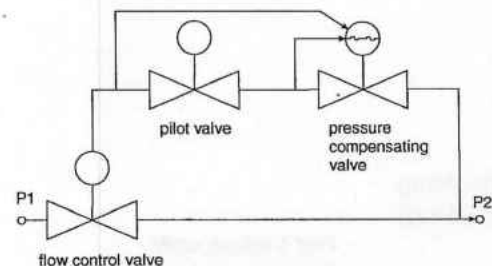 pilot valve
pressure
compensating
valve
P1
P2
flow control valve